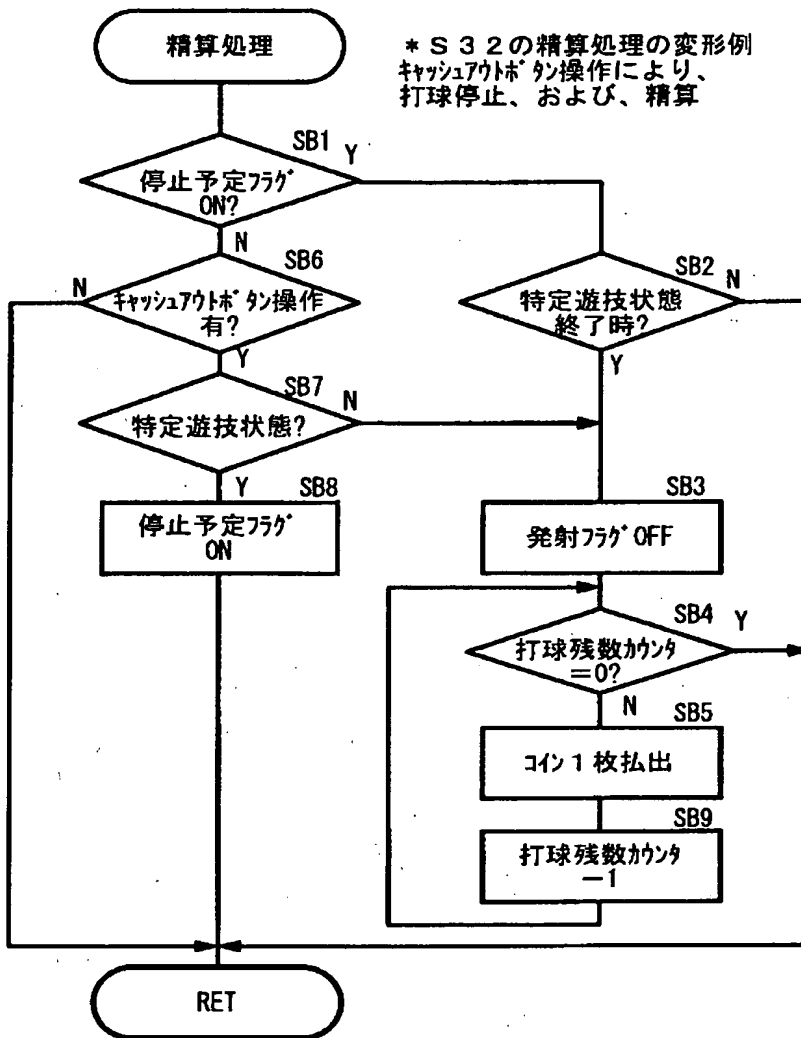 精算処理
*S32の精算処理の変形例
ｷｬｯｼｭｱｳﾄﾎﾞﾀﾝ操作により、
打球停止、および、精算
SB1
Y
停止予定ﾌﾗｸﾞ
ON?
N
SB6
N
ｷｬｯｼｭｱｳﾄﾎﾞﾀﾝ操作
有?
Y
SB2
N
特定遊技状態
終了時?
Y
SB7
N
特定遊技状態?
Y
SB8
停止予定ﾌﾗｸﾞ
ON
SB3
発射ﾌﾗｸﾞOFF
SB4
Y
打球残数ｶｳﾝﾀ
=0?
N
SB5
ｺｲﾝ1枚払出
SB9
打球残数ｶｳﾝﾀ
-1
RET